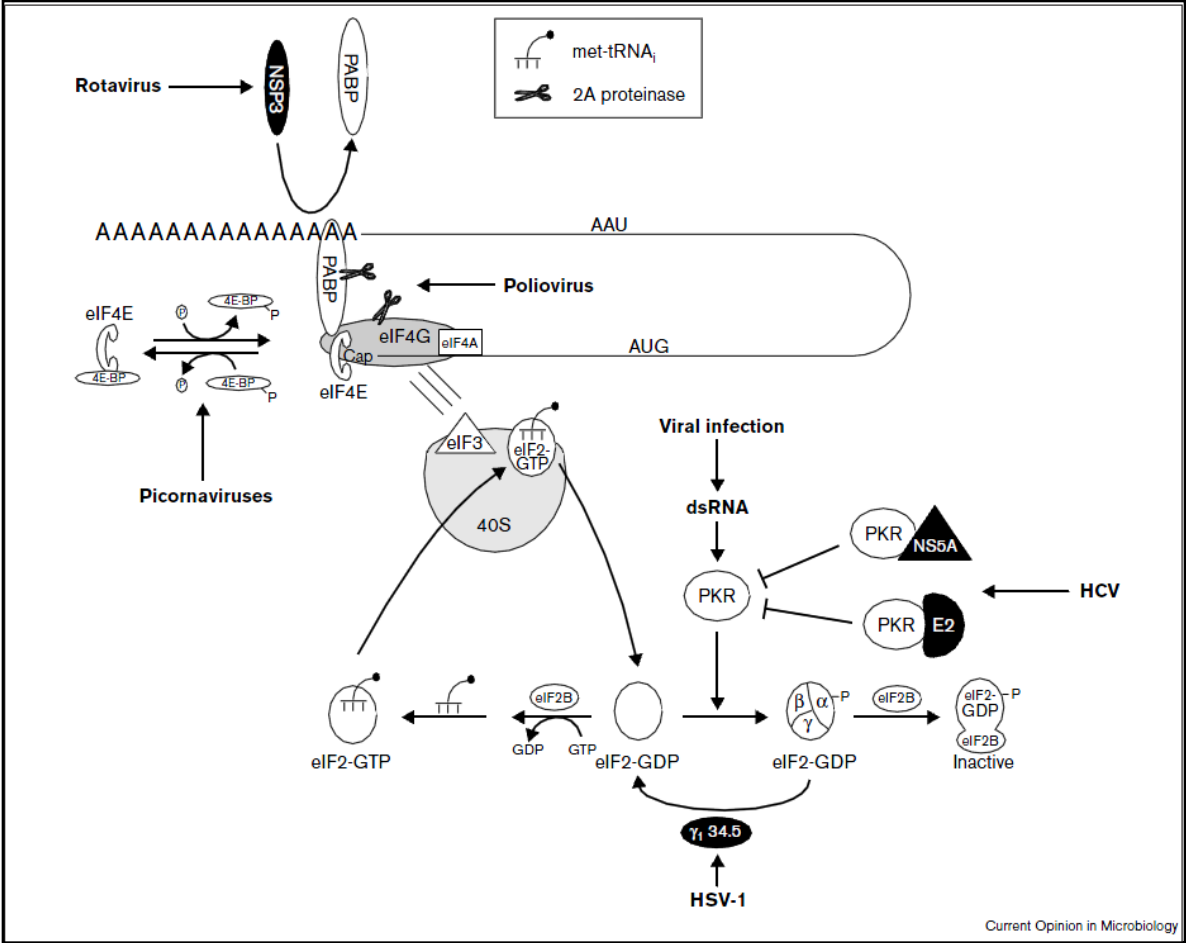 met-tRNAi
2A proteinase
Rotavirus
NSP3
PABP
AAAAAAAAAAAAAAA
AAU
PABP
Poliovirus
eIF4E
P
4E-BP
P
4E-BP
P
4E-BP
P
eIF4G
eIF4A
Cap
eIF4E
AUG
Picornaviruses
eIF3
eIF2-
GTP
40S
Viral infection
dsRNA
PKR
PKR
NS5A
PKR
E2
HCV
eIF2-GTP
eIF2B
GDP
GTP
eIF2-GDP
β
α
γ
P
eIF2-GDP
eIF2B
eIF2-
GDP
P
eIF2B
Inactive
γ1 34.5
HSV-1
Current Opinion in Microbiology